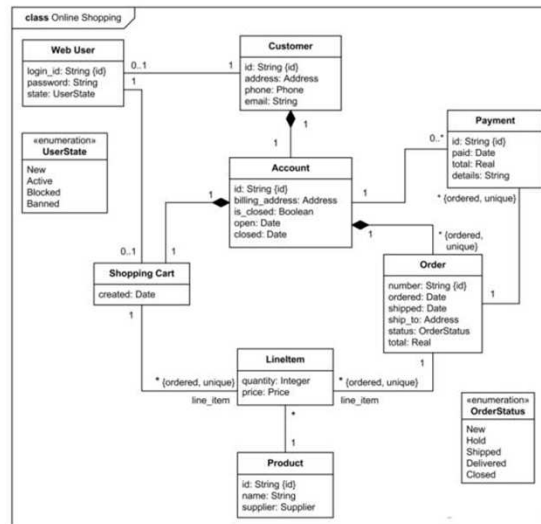 class Online Shopping
Web User
login_id: String {id}
password: String
state: UserState
0..1
1
1
Customer
id: String {id}
address: Address
phone: Phone
email: String
1
1
«enumeration»
UserState
New
Active
Blocked
Banned
Account
id: String {id}
billing_address: Address
is_closed: Boolean
open: Date
closed: Date
1
1
1
1
0..*
Payment
id: String {id}
paid: Date
total: Real
details: String
* {ordered, unique}
* {ordered,
unique}
0..1
1
Shopping Cart
created: Date
1
Order
number: String {id}
ordered: Date
shipped: Date
ship_to: Address
status: OrderStatus
total: Real
1
1
* {ordered, unique}
line_item
LineItem
quantity: Integer
price: Price
* {ordered, unique}
line_item
*
1
Product
id: String {id}
name: String
supplier: Supplier
«enumeration»
OrderStatus
New
Hold
Shipped
Delivered
Closed